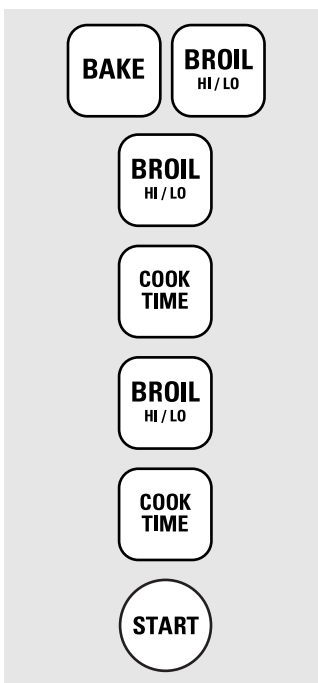 BAKE
BROIL
HI / LO
BROIL
HI / LO
COOK
TIME
BROIL
HI / LO
COOK
TIME
START